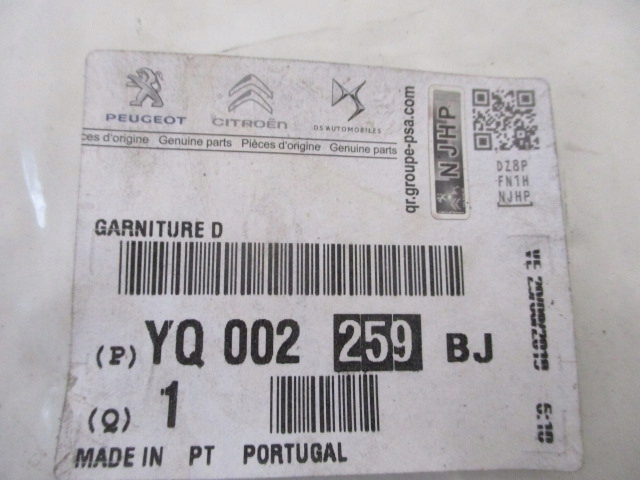 PEUGEOT CITROËN DS AUTOMOBILES
ces d'origine Genuine parts Pièces d'origine Genuine parts
qr.groupe-psa.com
NJHP
DZ8P
FN1H
NJHP
GARNITURE D
(P) YQ 002 259 BJ
(Q) 1
MADE IN PT PORTUGAL